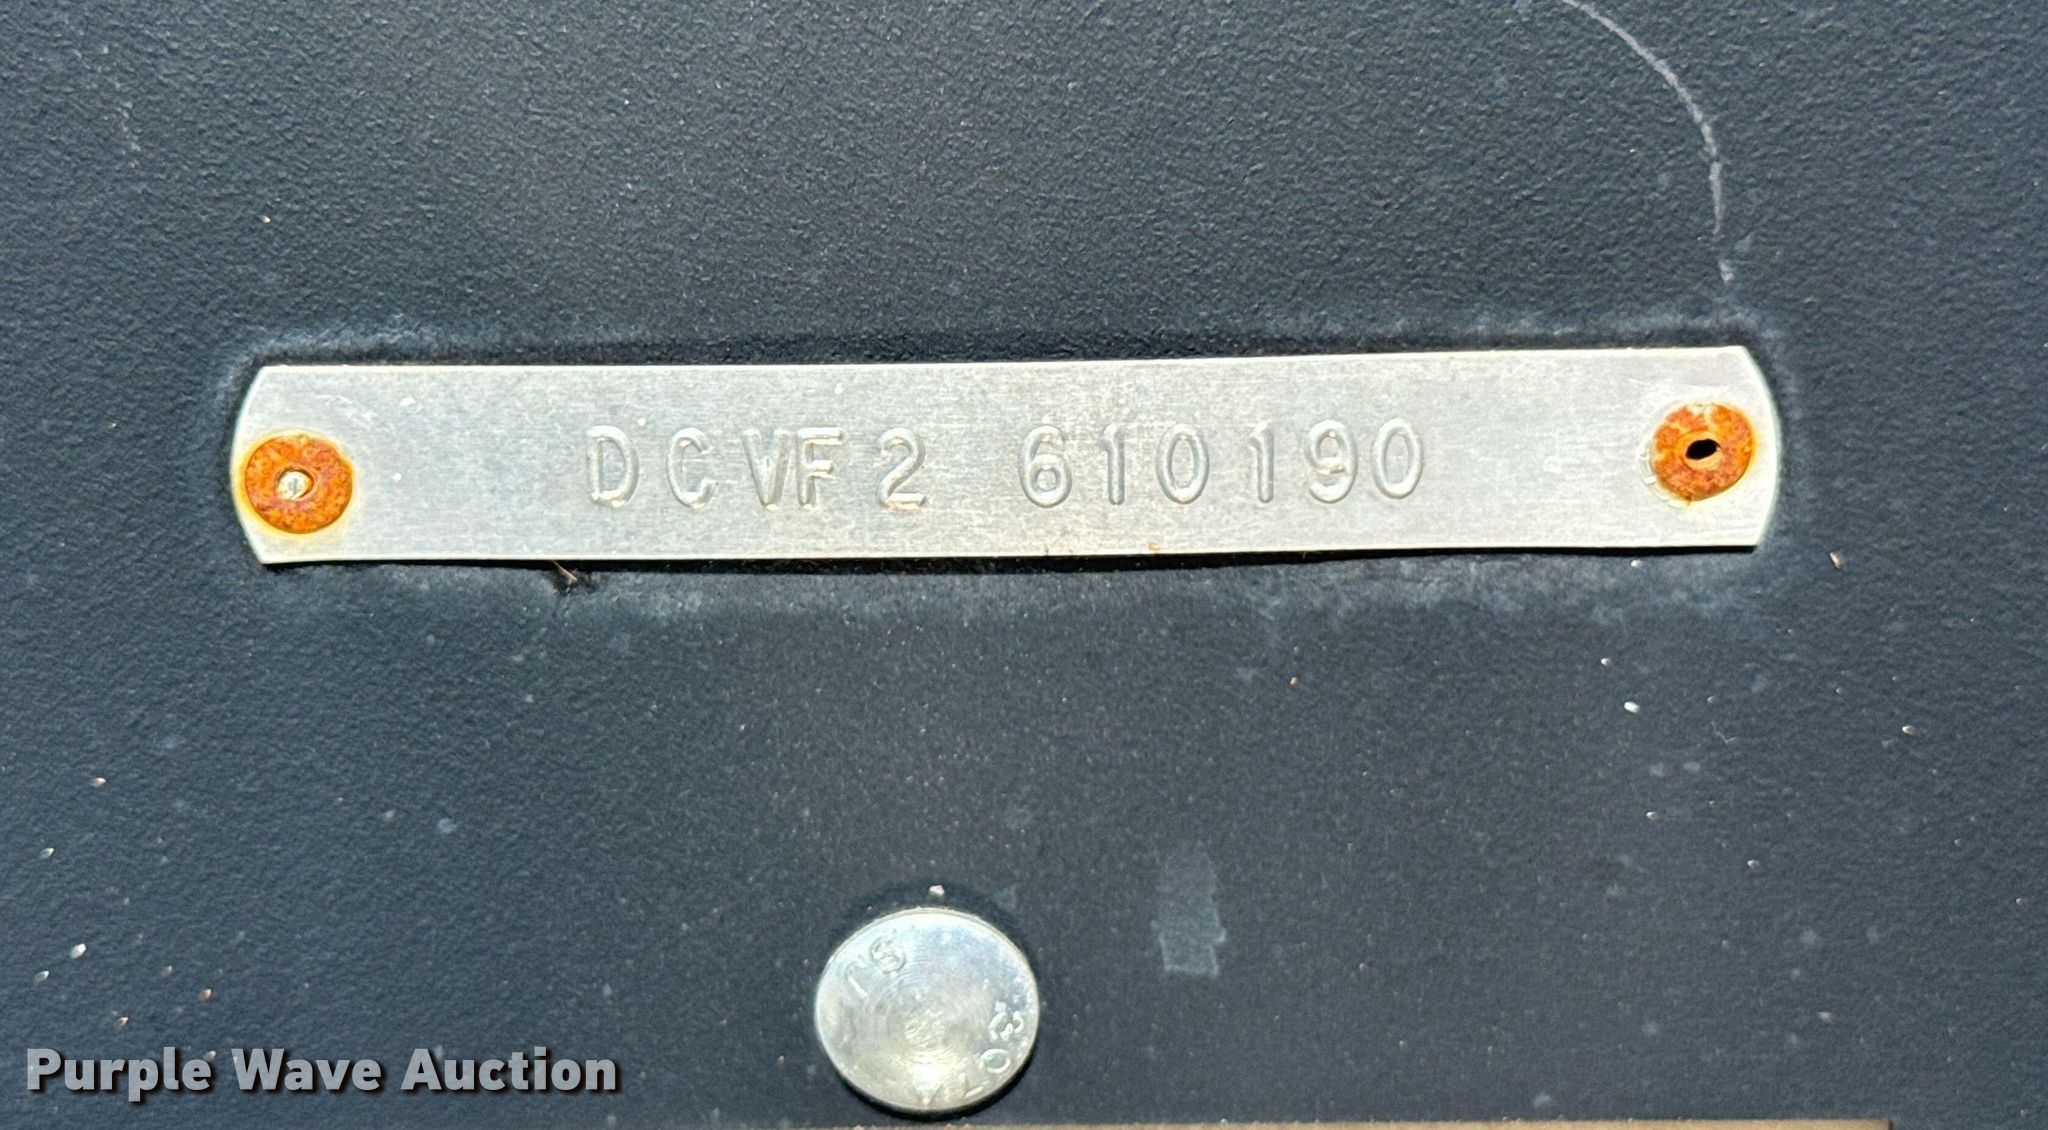 DCVF2 610190
Purple Wave Auction